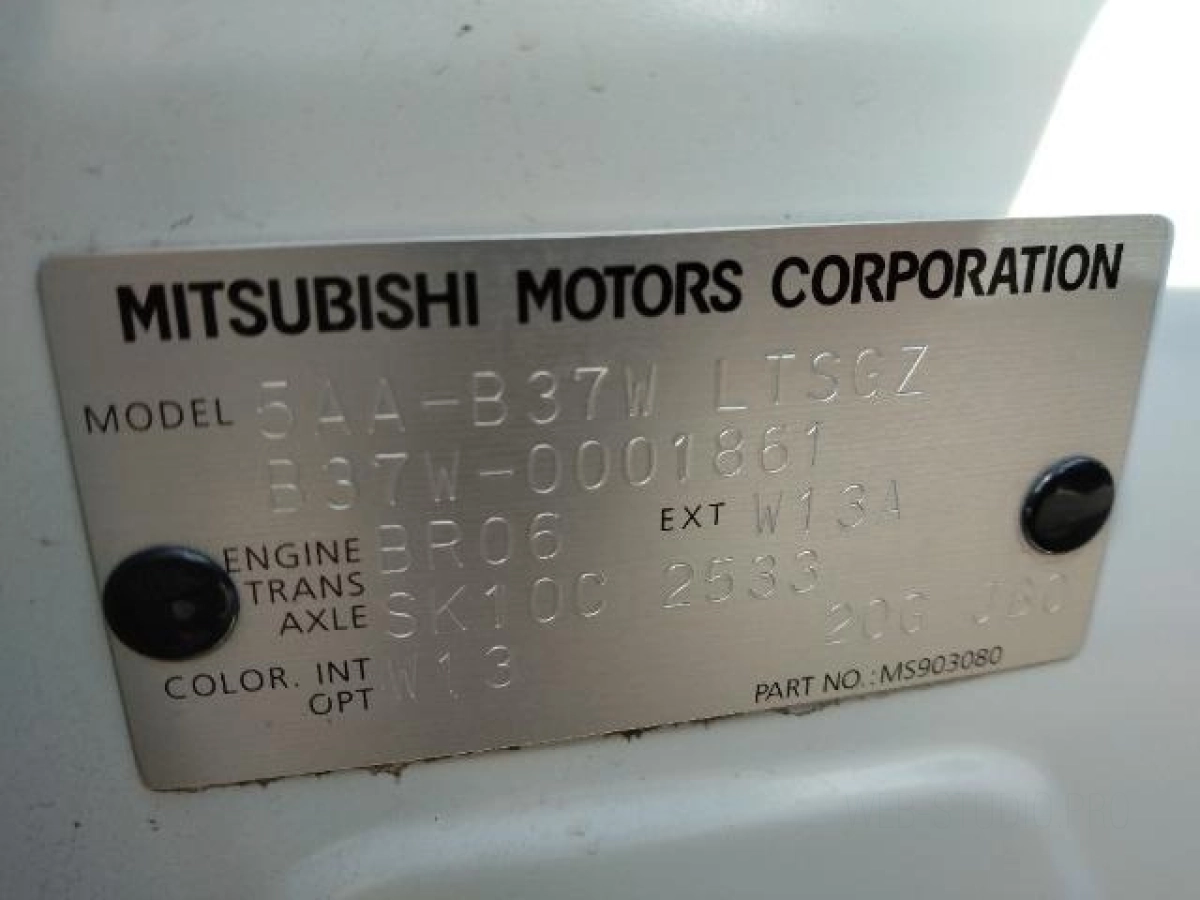 MITSUBISHI MOTORS CORPORATION
MODEL 5AA-B37W LTSGZ
B37W-0001861
ENGINE BR06 EXT W13A
TRANS AXLE SK10C 2533
COLOR. INT OPT W13 20G JBC
PART NO.:MS903080